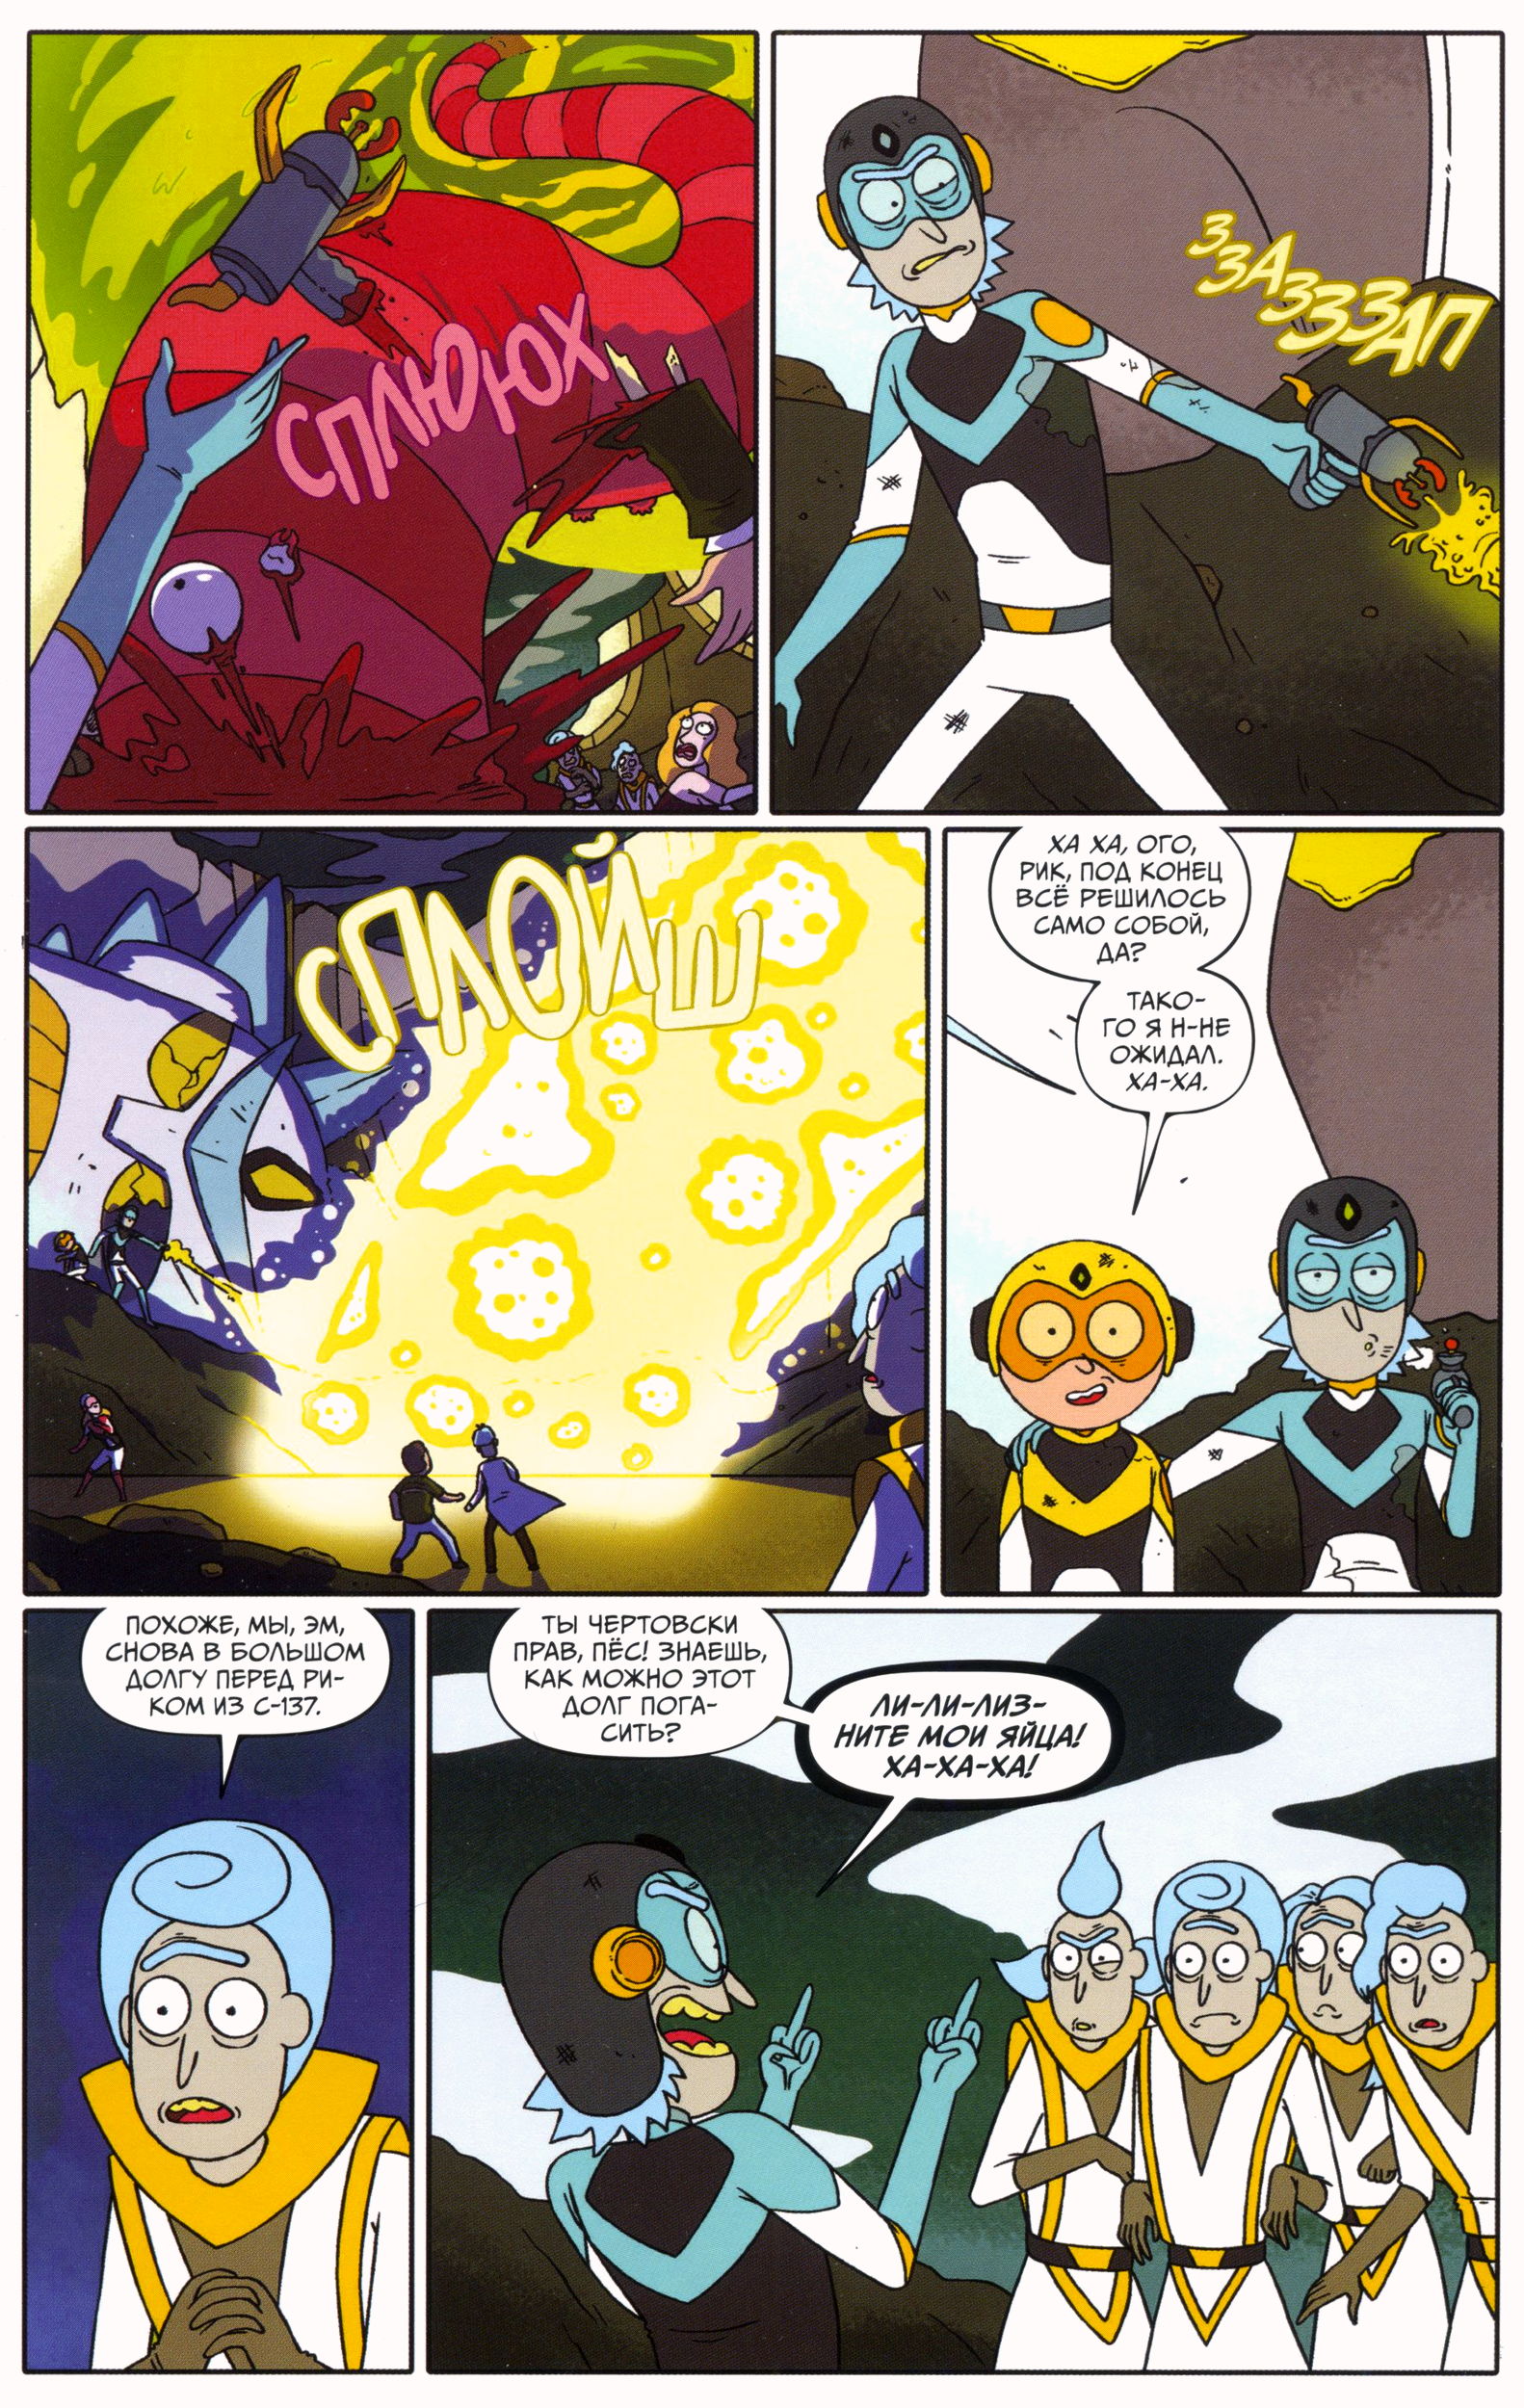 СПЛЮЮХ
ЗЗАЗЗЗАП
СПЛОЙШ
ХА ХА, ОГО,
РИК, ПОД КОНЕЦ
ВСЁ РЕШИЛОСЬ
САМО СОБОЙ,
ДА?
ТАКО-
ГО Я Н-НЕ
ОЖИДАЛ.
ХА-ХА.
ПОХОЖЕ, МЫ, ЭМ,
СНОВА В БОЛЬШОМ
ДОЛГУ ПЕРЕД РИ-
КОМ ИЗ С-137.
ТЫ ЧЕРТОВСКИ
ПРАВ, ПЁС! ЗНАЕШЬ,
КАК МОЖНО ЭТОТ
ДОЛГ ПОГА-
СИТЬ?
ЛИ-ЛИ-ЛИЗ-
НИТЕ МОИ ЯЙЦА!
ХА-ХА-ХА!